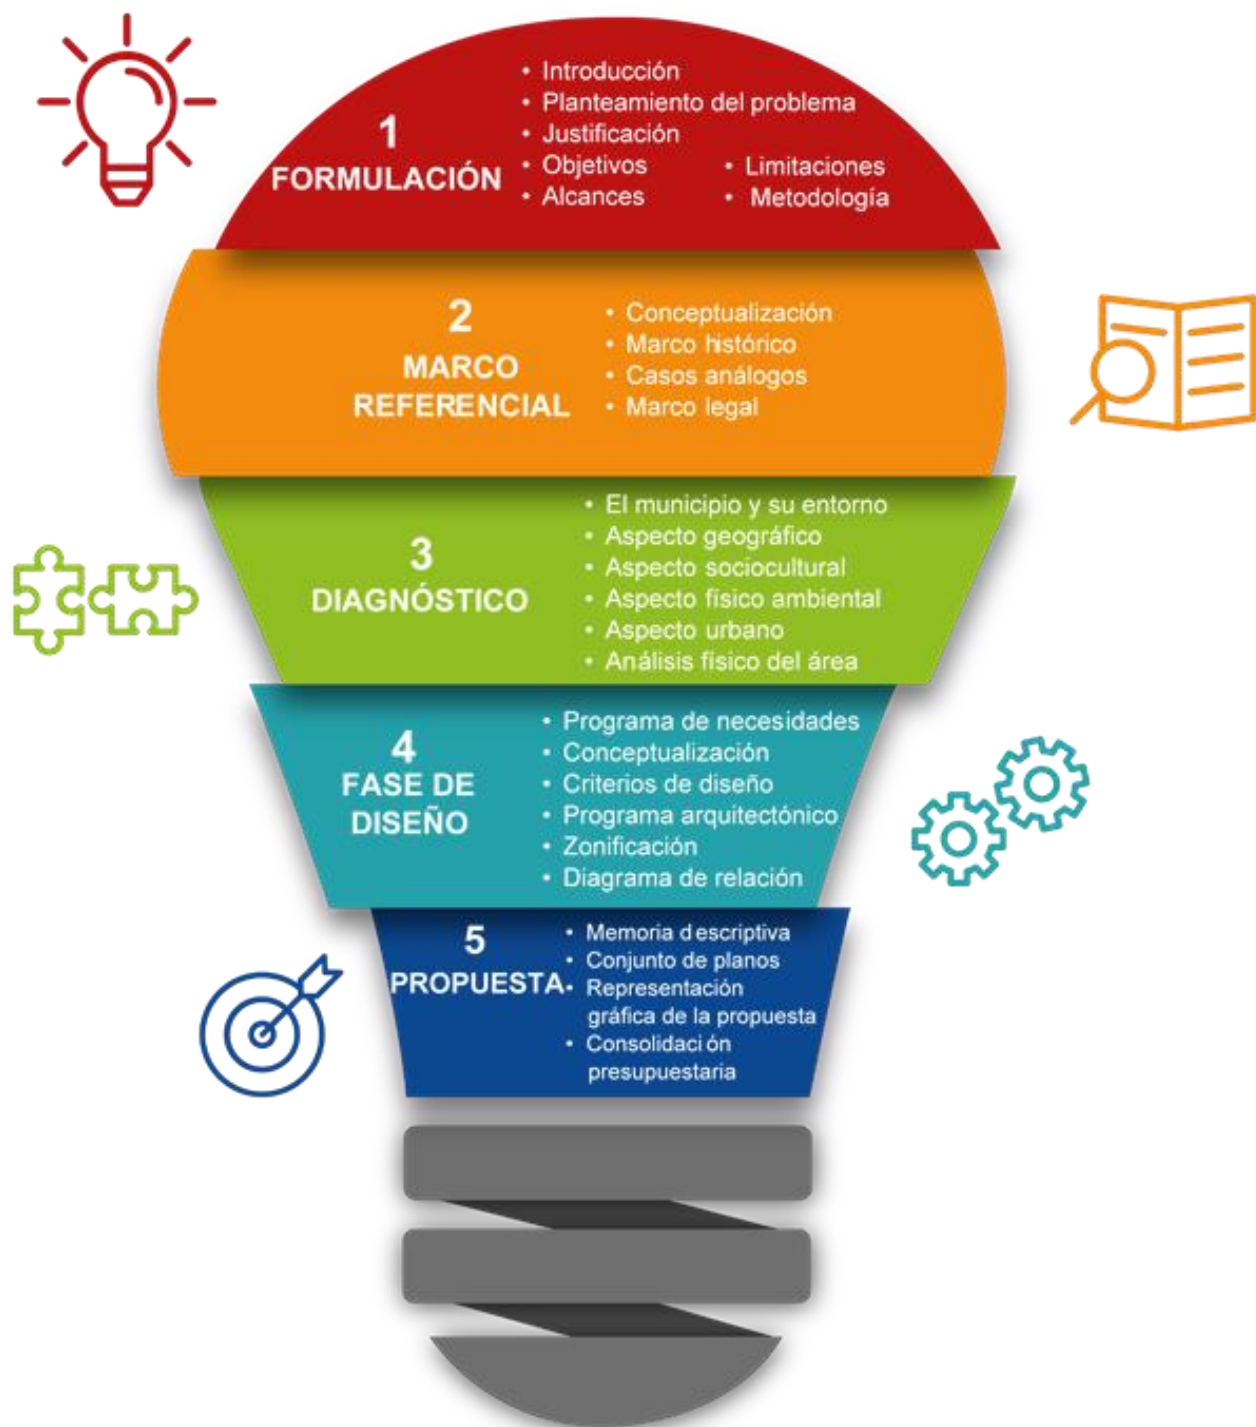 1
FORMULACIÓN
• Introducción
• Planteamiento del problema
• Justificación
• Objetivos
• Alcances
• Limitaciones
• Metodología
2
MARCO
REFERENCIAL
• Conceptualización
• Marco histórico
• Casos análogos
• Marco legal
3
DIAGNÓSTICO
• El municipio y su entorno
• Aspecto geográfico
• Aspecto sociocultural
• Aspecto físico ambiental
• Aspecto urbano
• Análisis físico del área
4
FASE DE
DISEÑO
• Programa de necesidades
• Conceptualización
• Criterios de diseño
• Programa arquitectónico
• Zonificación
• Diagrama de relación
5
PROPUESTA
• Memoria descriptiva
• Conjunto de planos
• Representación
gráfica de la propuesta
• Consolidación
presupuestaria